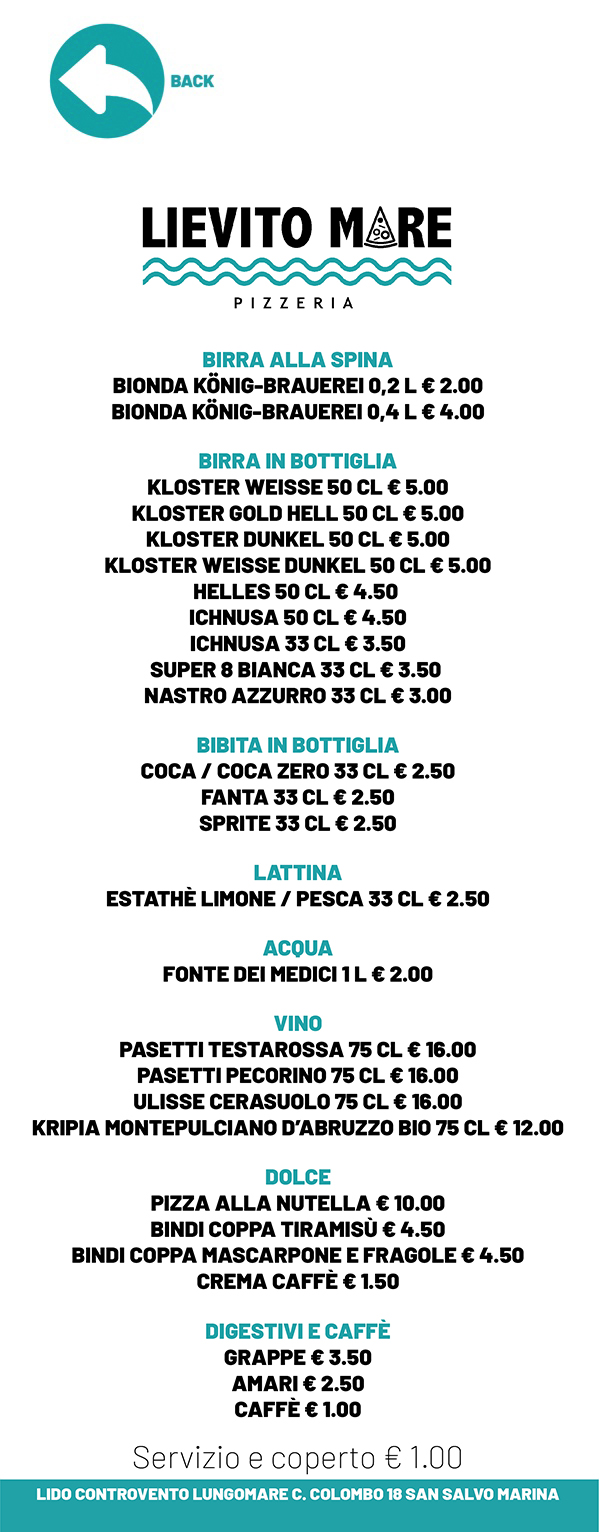 BACK
LIEVITO MARE
PIZZERIA
BIRRA ALLA SPINA
BIONDA KÖNIG-BRAUEREI 0,2 L € 2.00
BIONDA KÖNIG-BRAUEREI 0,4 L € 4.00
BIRRA IN BOTTIGLIA
KLOSTER WEISSE 50 CL € 5.00
KLOSTER GOLD HELL 50 CL € 5.00
KLOSTER DUNKEL 50 CL € 5.00
KLOSTER WEISSE DUNKEL 50 CL € 5.00
HELLES 50 CL € 4.50
ICHNUSA 50 CL € 4.50
ICHNUSA 33 CL € 3.50
SUPER 8 BIANCA 33 CL € 3.50
NASTRO AZZURRO 33 CL € 3.00
BIBITA IN BOTTIGLIA
COCA / COCA ZERO 33 CL € 2.50
FANTA 33 CL € 2.50
SPRITE 33 CL € 2.50
LATTINA
ESTATHÈ LIMONE / PESCA 33 CL € 2.50
ACQUA
FONTE DEI MEDICI 1 L € 2.00
VINO
PASETTI TESTAROSSA 75 CL € 16.00
PASETTI PECORINO 75 CL € 16.00
ULISSE CERASUOLO 75 CL € 16.00
KRIPIA MONTEPULCIANO D'ABRUZZO BIO 75 CL € 12.00
DOLCE
PIZZA ALLA NUTELLA € 10.00
BINDI COPPA TIRAMISÙ € 4.50
BINDI COPPA MASCARPONE E FRAGOLE € 4.50
CREMA CAFFÈ € 1.50
DIGESTIVI E CAFFÈ
GRAPPE € 3.50
AMARI € 2.50
CAFFÈ € 1.00
Servizio e coperto € 1.00
LIDO CONTROVENTO LUNGOMARE C. COLOMBO 18 SAN SALVO MARINA